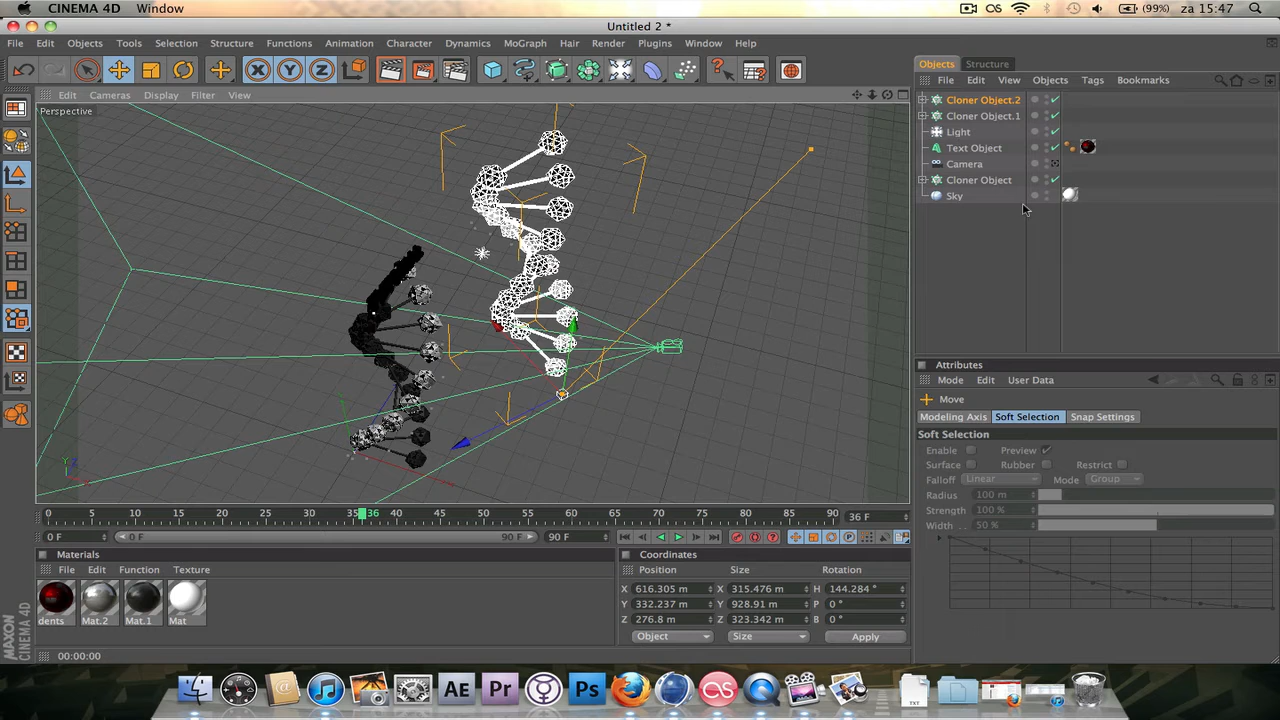 CINEMA 4D Window
(99%) za 15:47
Untitled 2 *
File Edit Objects Tools Selection Structure Functions Animation Character Dynamics MoGraph Hair Render Plugins Window Help
Objects Structure
File Edit View Objects Tags Bookmarks
Edit Cameras Display Filter View
Perspective
Cloner Object.2
Cloner Object.1
Light
Text Object
Camera
Cloner Object
Sky
Attributes
Mode Edit User Data
Move
Modeling Axis Soft Selection Snap Settings
Soft Selection
Enable Preview
Surface Rubber Restrict
Falloff Linear Mode Group
Radius 100 m
Strength 100 %
Width . . 50 %
Y X
0 5 10 15 20 25 30 35 36 40 45 50 55 60 65 70 75 80 85 90 36 F
0 F 0 F 90 F 90 F
Materials
File Edit Function Texture
dents Mat.2 Mat.1 Mat
Coordinates
Position Size Rotation
X 616.305 m X 315.476 m H 144.284 °
Y 332.237 m Y 928.91 m P 0 °
Z 276.8 m Z 323.342 m B 0 °
Object Size Apply
MAXON CINEMA 4D
00:00:00
AE Pr Ps TXT